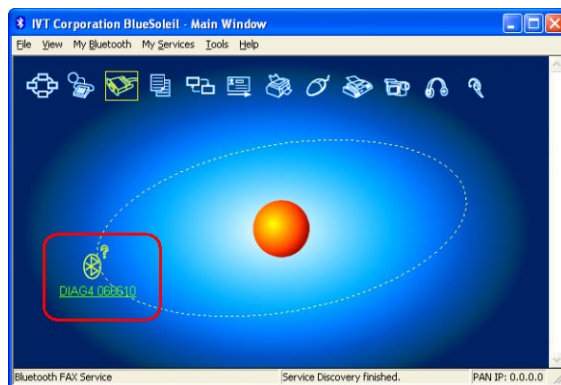 IVT Corporation BlueSoleil - Main Window
File View My Bluetooth My Services Tools Help
?
DIAG4 068610
Bluetooth FAX Service Service Discovery finished. PAN IP: 0.0.0.0